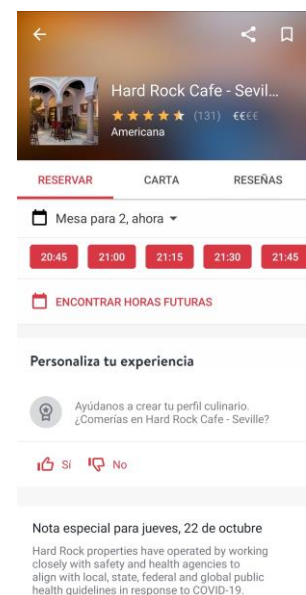 Hard Rock Cafe - Sevil...
(131) €€€€
Americana
RESERVAR CARTA RESEÑAS
Mesa para 2, ahora
20:45 21:00 21:15 21:30 21:45
ENCONTRAR HORAS FUTURAS
Personaliza tu experiencia
Ayúdanos a crear tu perfil culinario.
¿Comerías en Hard Rock Cafe - Seville?
Sí No
Nota especial para jueves, 22 de octubre
Hard Rock properties have operated by working
closely with safety and health agencies to
align with local, state, federal and global public
health guidelines in response to COVID-19.